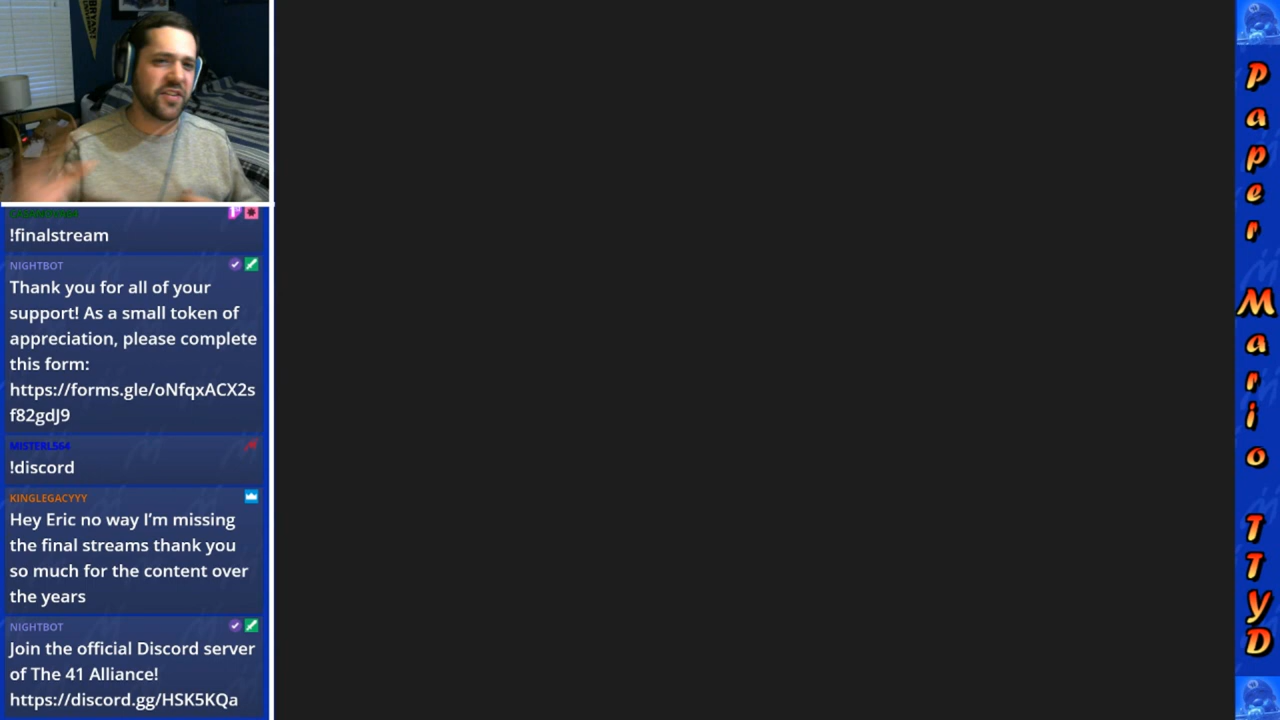 !finalstream
NIGHTBOT
Thank you for all of your
support! As a small token of
appreciation, please complete
this form:
https://forms.gle/oNfqxACX2s
f82gdJ9
MISTERL564
!discord
KINGLEGACYYY
Hey Eric no way I’m missing
the final streams thank you
so much for the content over
the years
NIGHTBOT
Join the official Discord server
of The 41 Alliance!
https://discord.gg/HSK5KQa
Paper Mario TTYD